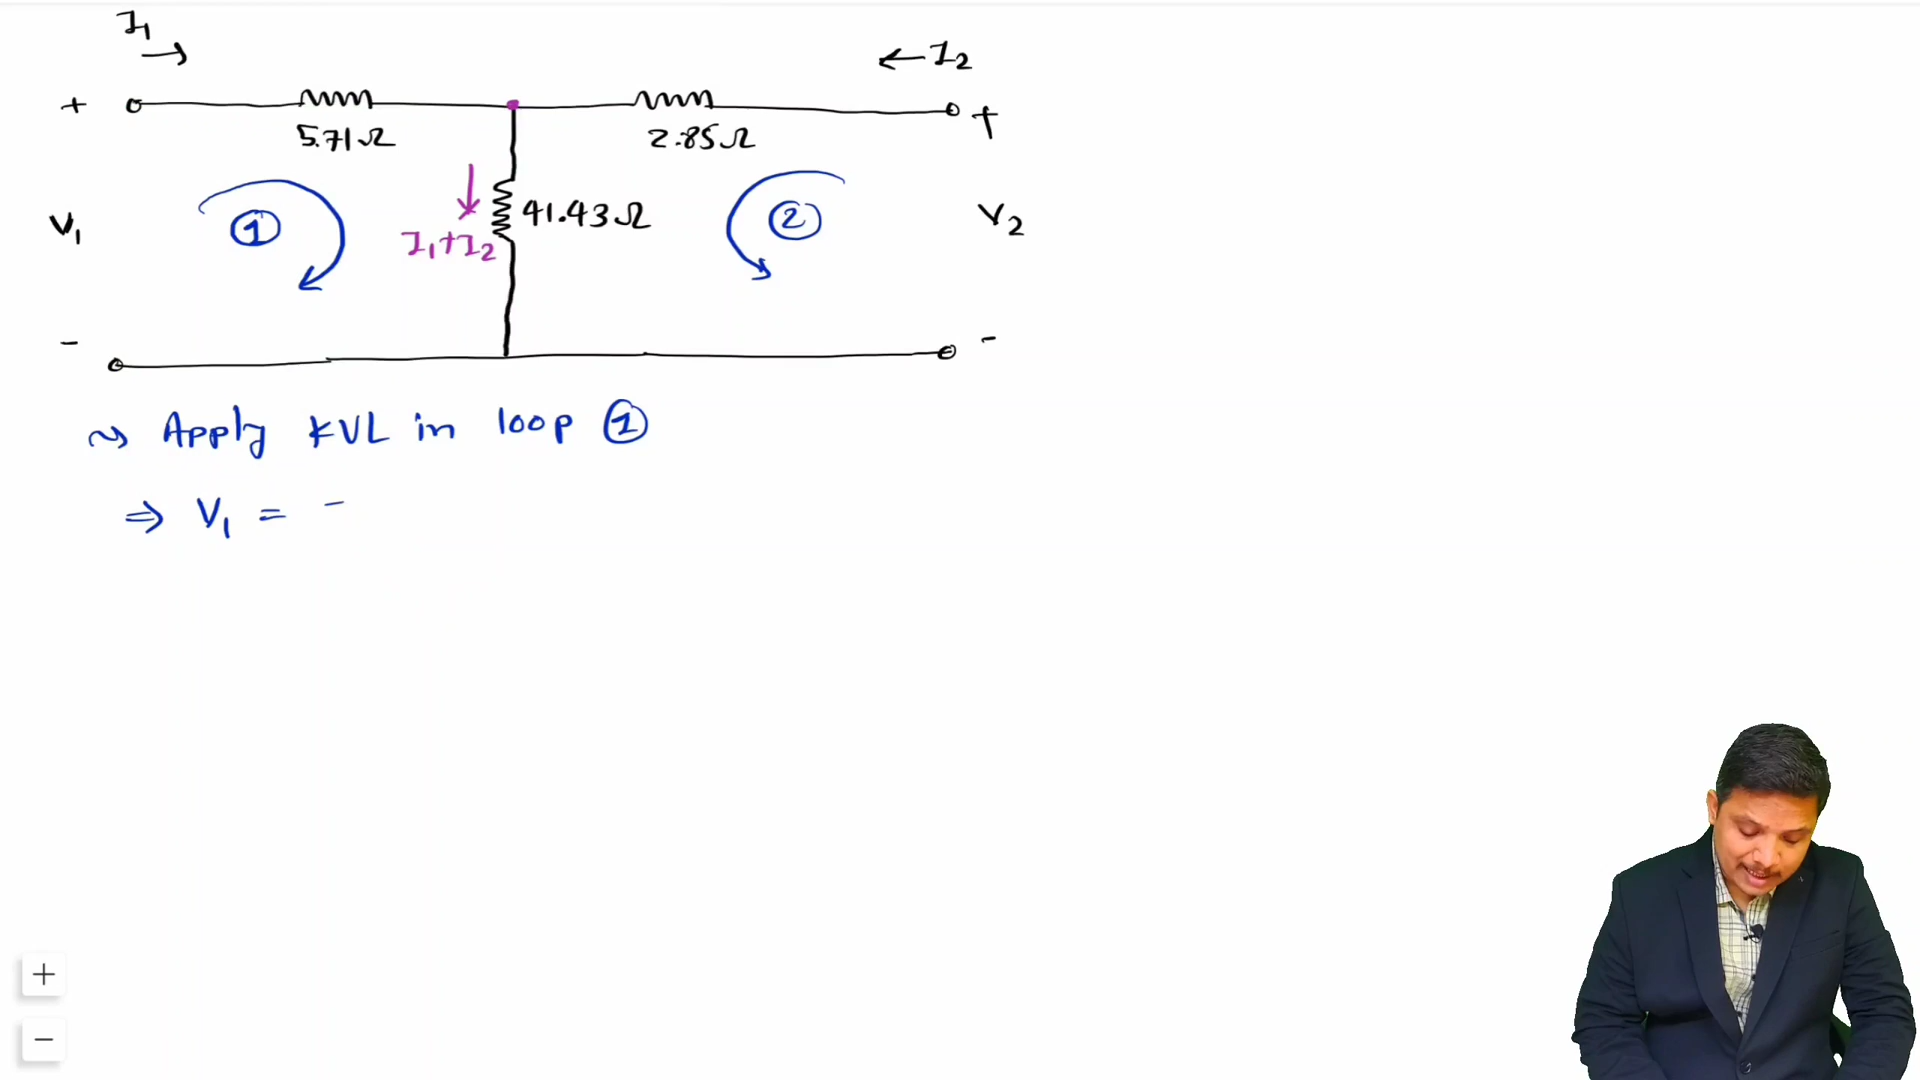 I₁ →
← I₂
+
5.71Ω
2.85Ω
+
V₁
①
I₁+I₂
41.43Ω
②
V₂
-
-
~> Apply KVL in loop ①
⇒ V₁ =
+
−